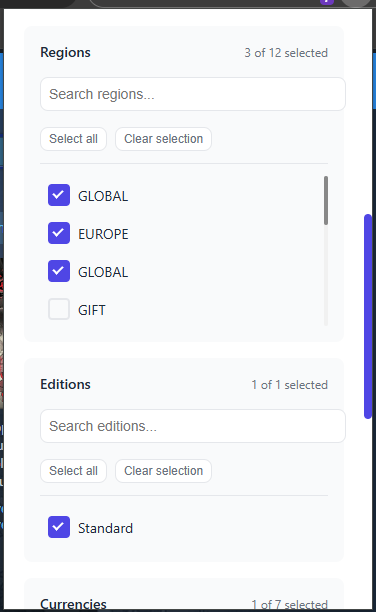 Regions 3 of 12 selected
Search regions...
Select all Clear selection
GLOBAL
EUROPE
GLOBAL
GIFT
Editions 1 of 1 selected
Search editions...
Select all Clear selection
Standard
Currencies 1 of 7 selected